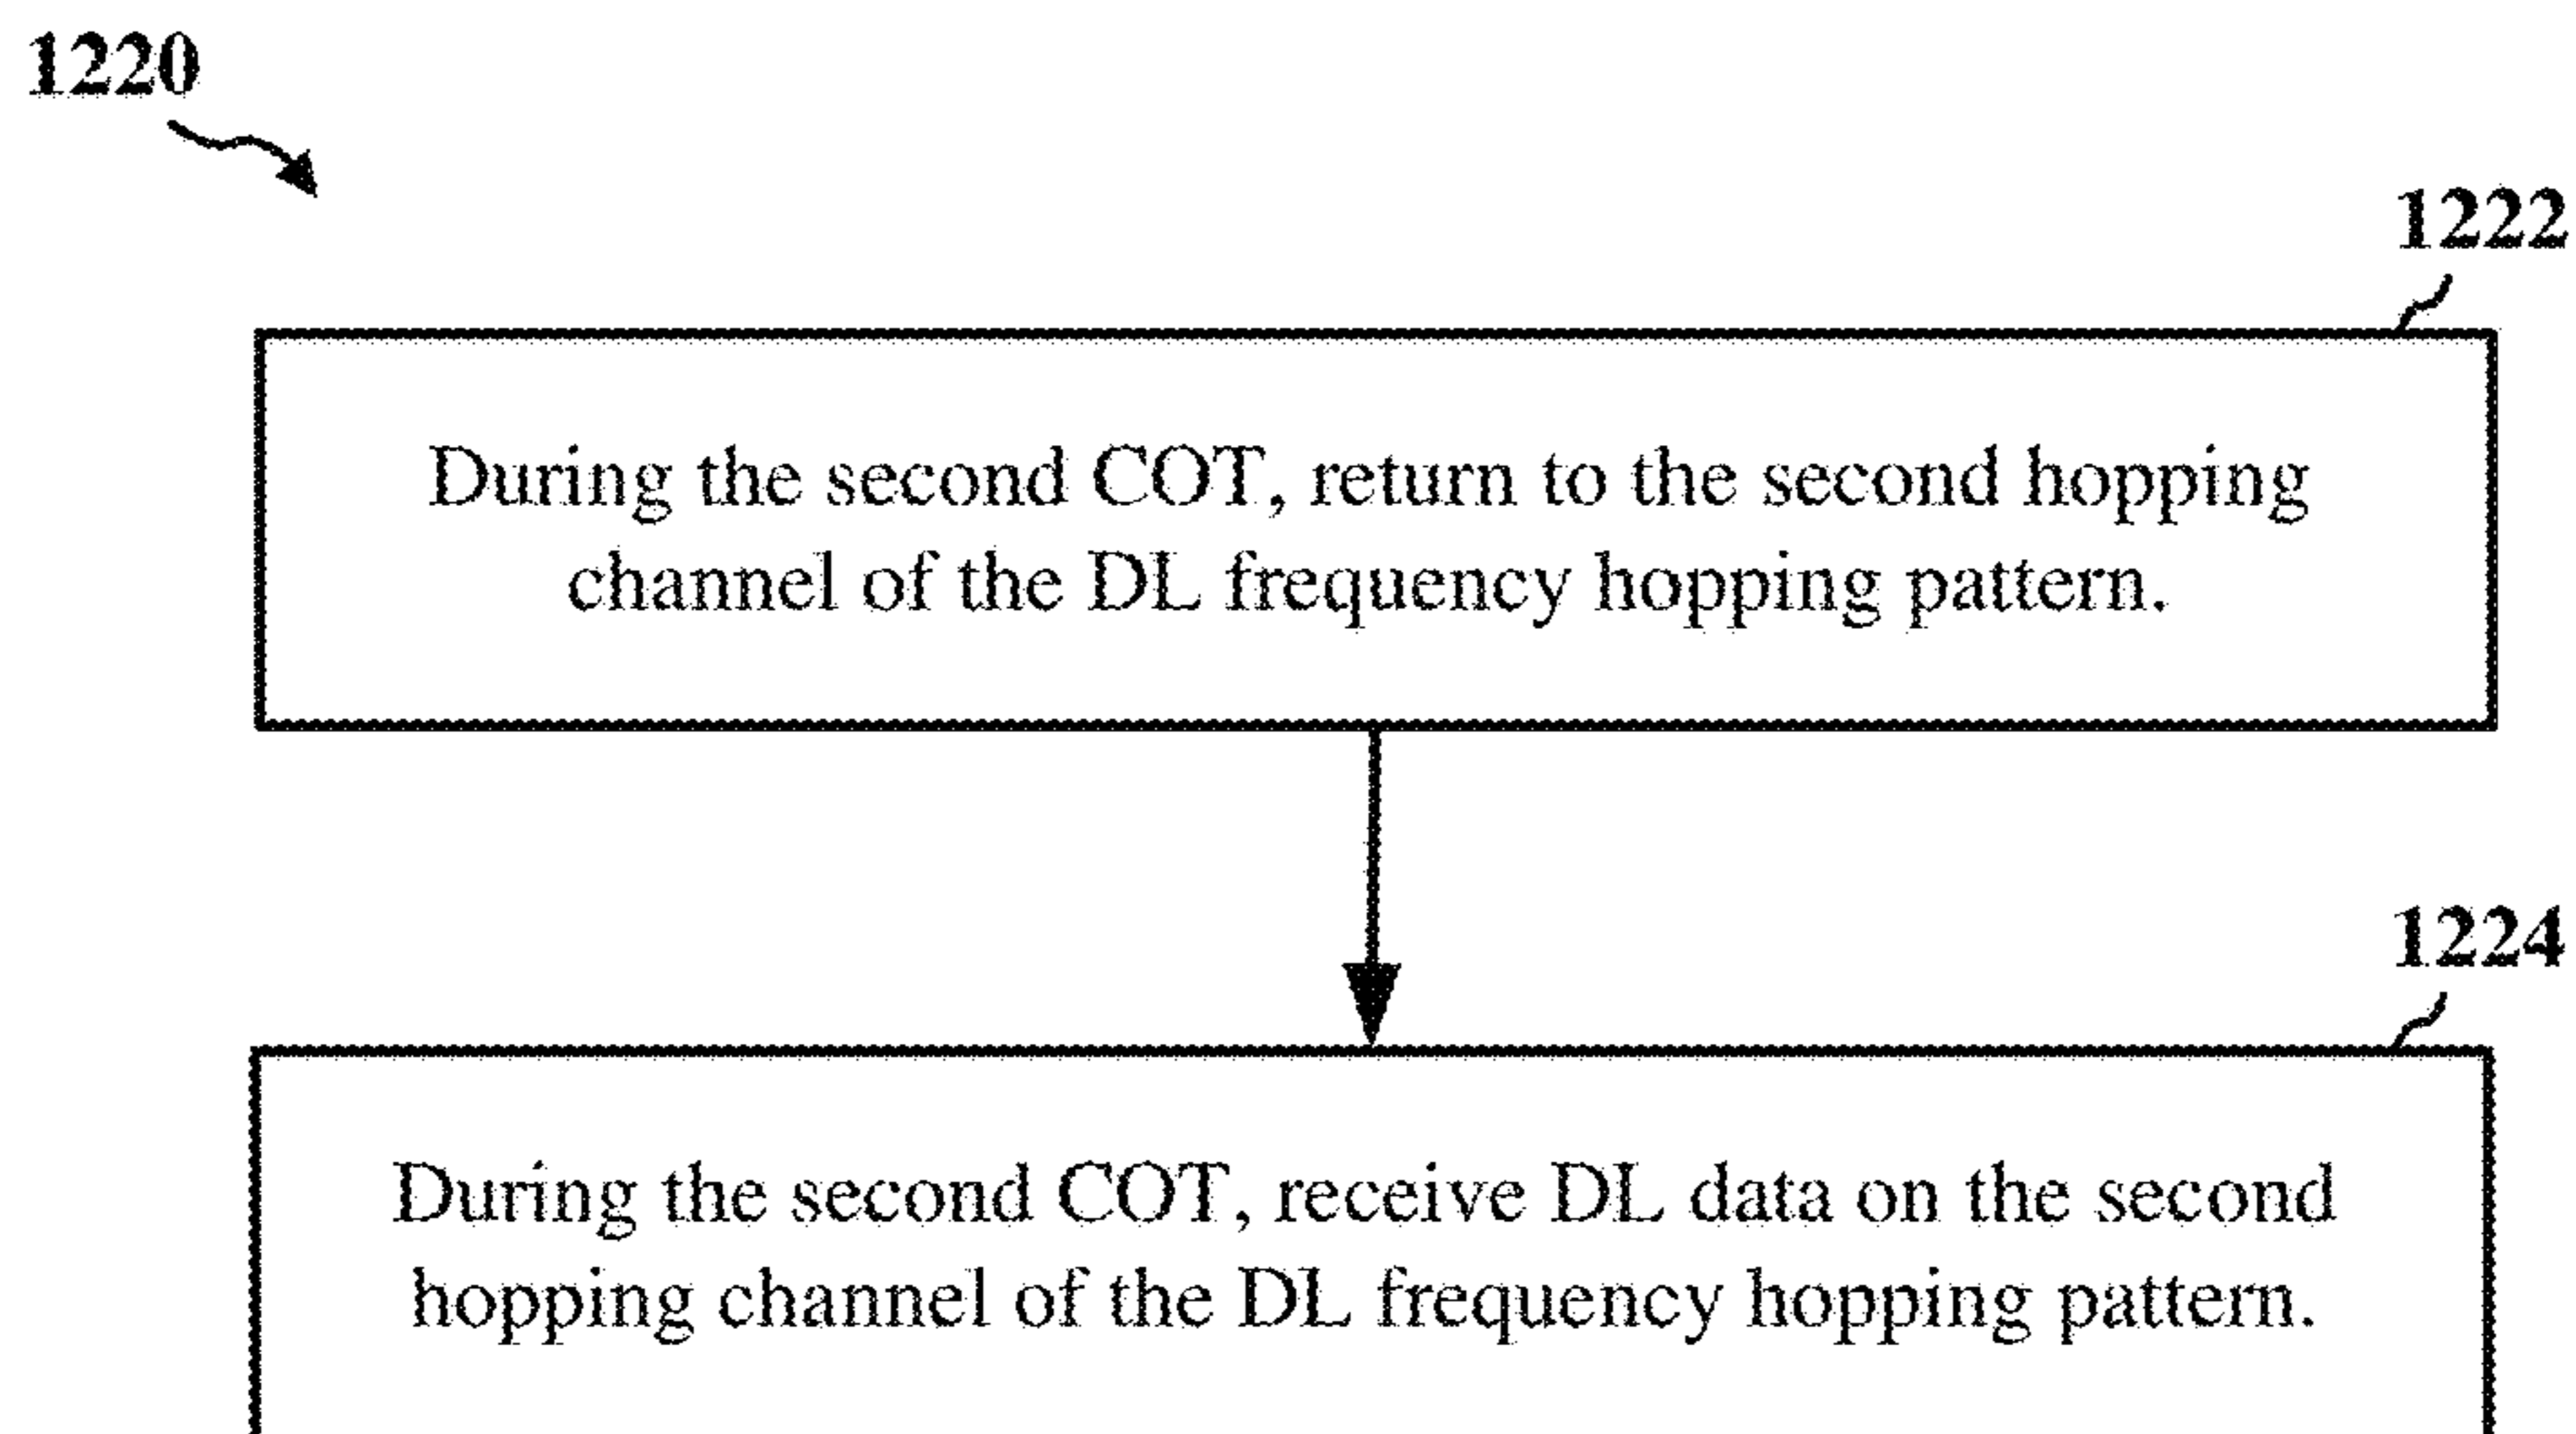 1220
1222
During the second COT, return to the second hopping
channel of the DL frequency hopping pattern.
1224
During the second COT, receive DL data on the second
hopping channel of the DL frequency hopping pattern.